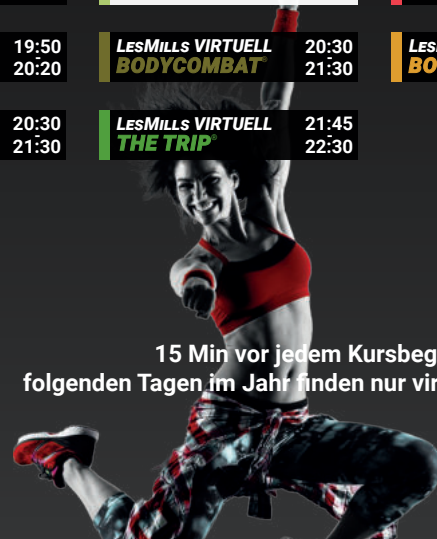 19:50
-
20:20
LESMILLS VIRTUELL
BODYCOMBAT®
20:30
-
21:30
LES
BO
20:30
-
21:30
LESMILLS VIRTUELL
THE TRIP®
21:45
-
22:30
15 Min vor jedem Kursbeg
folgenden Tagen im Jahr finden nur vir